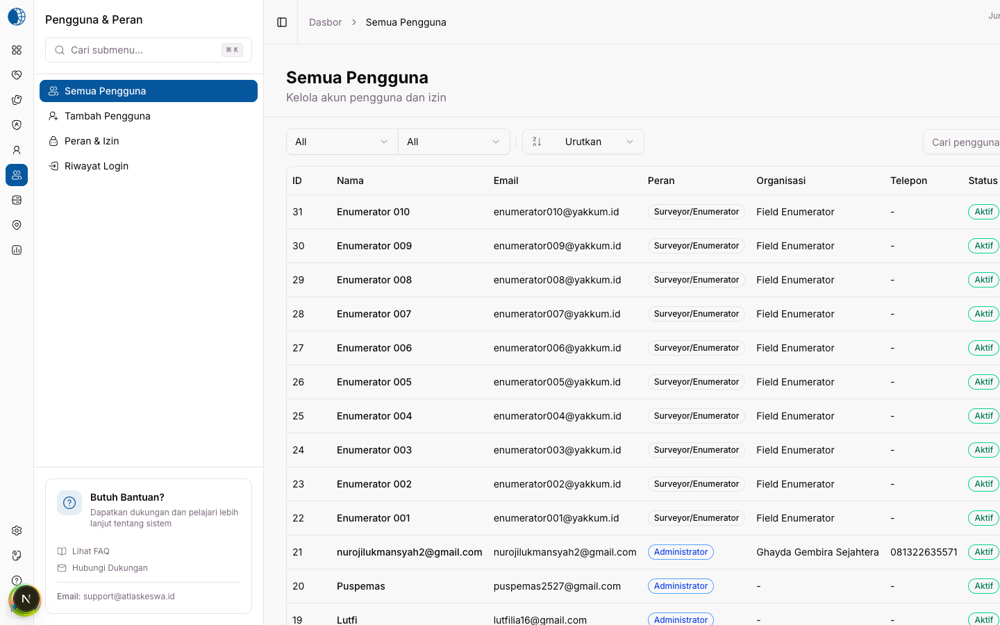 Pengguna & Peran
Cari submenu...
⌘ K
Semua Pengguna
Tambah Pengguna
Peran & Izin
Riwayat Login
Butuh Bantuan?
Dapatkan dukungan dan pelajari lebih
lanjut tentang sistem
Lihat FAQ
Hubungi Dukungan
Email: support@atlaskeswa.id
N
Dasbor > Semua Pengguna
Semua Pengguna
Kelola akun pengguna dan izin
All All Urutkan Cari pengguna
ID Nama Email Peran Organisasi Telepon Status
31 Enumerator 010 enumerator010@yakkum.id Surveyor/Enumerator Field Enumerator - Aktif
30 Enumerator 009 enumerator009@yakkum.id Surveyor/Enumerator Field Enumerator - Aktif
29 Enumerator 008 enumerator008@yakkum.id Surveyor/Enumerator Field Enumerator - Aktif
28 Enumerator 007 enumerator007@yakkum.id Surveyor/Enumerator Field Enumerator - Aktif
27 Enumerator 006 enumerator006@yakkum.id Surveyor/Enumerator Field Enumerator - Aktif
26 Enumerator 005 enumerator005@yakkum.id Surveyor/Enumerator Field Enumerator - Aktif
25 Enumerator 004 enumerator004@yakkum.id Surveyor/Enumerator Field Enumerator - Aktif
24 Enumerator 003 enumerator003@yakkum.id Surveyor/Enumerator Field Enumerator - Aktif
23 Enumerator 002 enumerator002@yakkum.id Surveyor/Enumerator Field Enumerator - Aktif
22 Enumerator 001 enumerator001@yakkum.id Surveyor/Enumerator Field Enumerator - Aktif
21 nurojilukmansyah2@gmail.com nurojilukmansyah2@gmail.com Administrator Ghayda Gembira Sejahtera 081322635571 Aktif
20 Puspemas puspemas2527@gmail.com Administrator - - Aktif
19 Lutfi lutfilia16@gmail.com Administrator - - Aktif